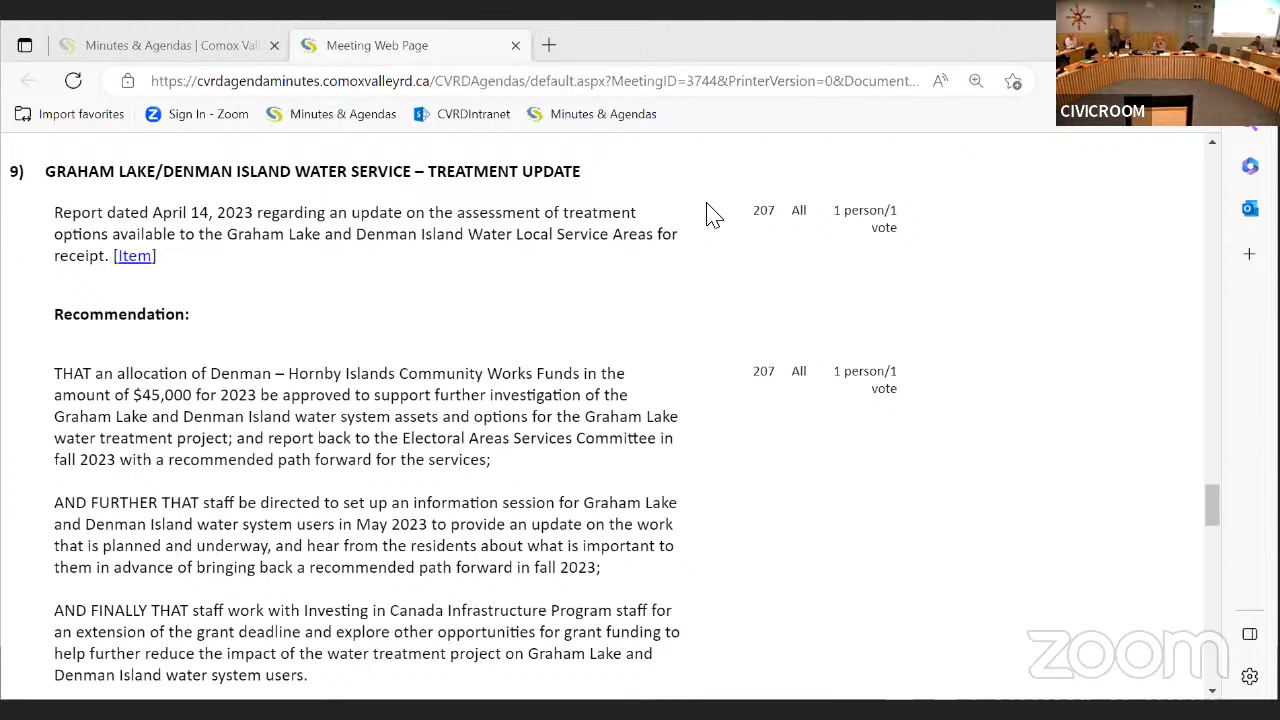 Minutes & Agendas | Comox Vall
Meeting Web Page
https://cvrdagendaminutes.comoxvalleyrd.ca/CVRDAgendas/default.aspx?MeetingID=3744&PrinterVersion=0&Document...
CIVICROOM
Import favorites
Sign In - Zoom
Minutes & Agendas
CVRDIntranet
Minutes & Agendas
9) GRAHAM LAKE/DENMAN ISLAND WATER SERVICE – TREATMENT UPDATE
Report dated April 14, 2023 regarding an update on the assessment of treatment
options available to the Graham Lake and Denman Island Water Local Service Areas for
receipt. [Item]
207 All 1 person/1
vote
Recommendation:
THAT an allocation of Denman – Hornby Islands Community Works Funds in the
amount of $45,000 for 2023 be approved to support further investigation of the
Graham Lake and Denman Island water system assets and options for the Graham Lake
water treatment project; and report back to the Electoral Areas Services Committee in
fall 2023 with a recommended path forward for the services;
207 All 1 person/1
vote
AND FURTHER THAT staff be directed to set up an information session for Graham Lake
and Denman Island water system users in May 2023 to provide an update on the work
that is planned and underway, and hear from the residents about what is important to
them in advance of bringing back a recommended path forward in fall 2023;
AND FINALLY THAT staff work with Investing in Canada Infrastructure Program staff for
an extension of the grant deadline and explore other opportunities for grant funding to
help further reduce the impact of the water treatment project on Graham Lake and
Denman Island water system users.
zoom